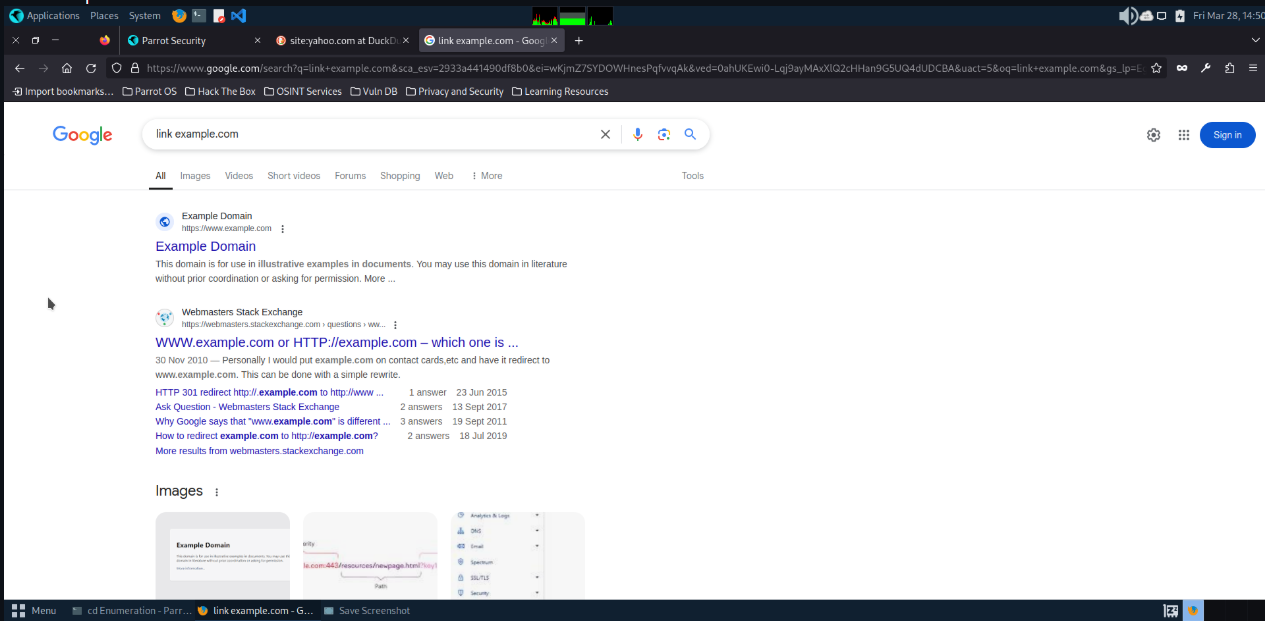 Applications Places System
Fri Mar 28, 14:50
Parrot Security
site:yahoo.com at DuckDu
link example.com - Googl
https://www.google.com/search?q=link+example.com&sca_esv=2933a441490df8b0&ei=wKjmZ7SYDOWHnesPqfvvqAk&ved=0ahUKEwi0-Lqj9ayMAxXlQ2cHHan9G5UQ4dUDCBA&uact=5&oq=link+example.com&gs_lp=E
Import bookmarks... Parrot OS Hack The Box OSINT Services Vuln DB Privacy and Security Learning Resources
Google
link example.com
Sign in
All Images Videos Short videos Forums Shopping Web More Tools
Example Domain
https://www.example.com
Example Domain
This domain is for use in illustrative examples in documents. You may use this domain in literature
without prior coordination or asking for permission. More ...
Webmasters Stack Exchange
https://webmasters.stackexchange.com › questions › ww...
WWW.example.com or HTTP://example.com – which one is ...
30 Nov 2010 — Personally I would put example.com on contact cards,etc and have it redirect to
www.example.com. This can be done with a simple rewrite.
HTTP 301 redirect http://.example.com to http://www ... 1 answer 23 Jun 2015
Ask Question - Webmasters Stack Exchange 2 answers 13 Sept 2017
Why Google says that "www.example.com" is different ... 3 answers 19 Sept 2011
How to redirect example.com to http://example.com? 2 answers 18 Jul 2019
More results from webmasters.stackexchange.com
Images
Example Domain
ority
le.com:443/resources/newpage.html?key1
Path
Analytics & Logs
DNS
Email
Spectrum
SSL/TLS
Security
Menu cd Enumeration - Parr... link example.com - G... Save Screenshot